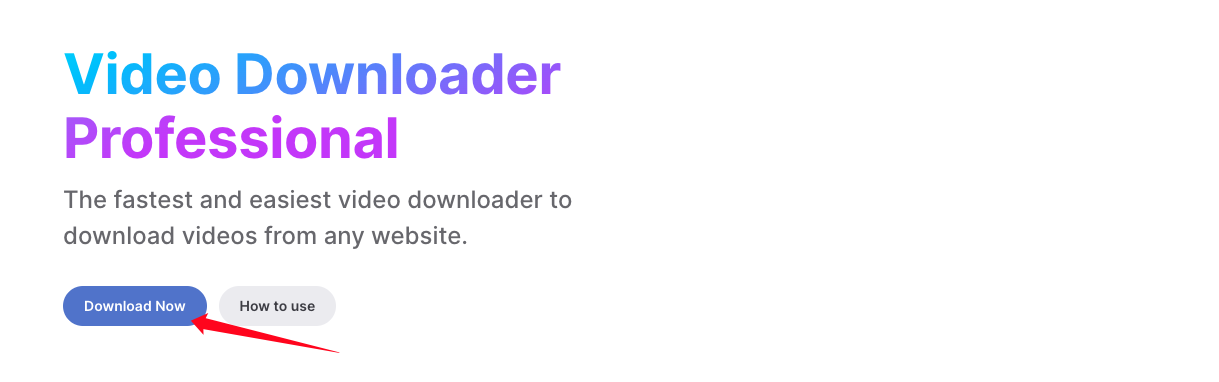 Video Downloader
Professional
The fastest and easiest video downloader to
download videos from any website.
Download Now How to use